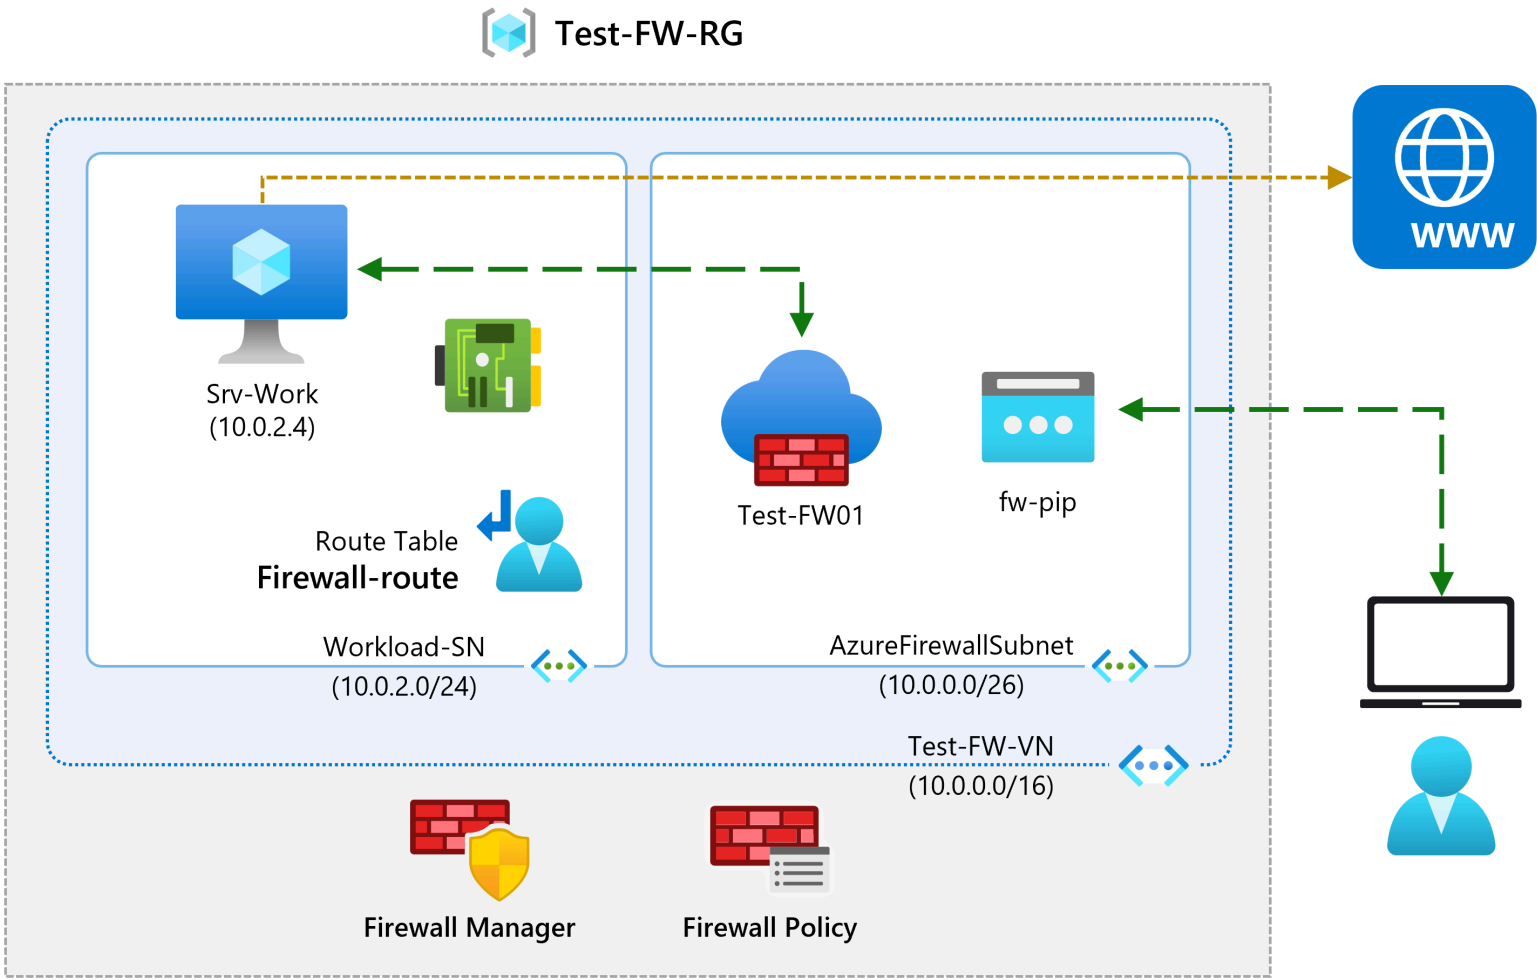 Test-FW-RG
www
Srv-Work
(10.0.2.4)
Test-FW01
fw-pip
Route Table
Firewall-route
Workload-SN
(10.0.2.0/24)
AzureFirewallSubnet
(10.0.0.0/26)
Test-FW-VN
(10.0.0.0/16)
Firewall Manager
Firewall Policy